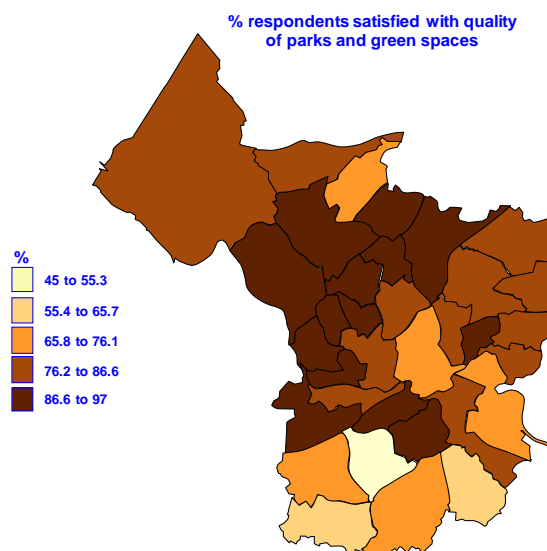 % respondents satisfied with quality
of parks and green spaces
%
45 to 55.3
55.4 to 65.7
65.8 to 76.1
76.2 to 86.6
86.6 to 97